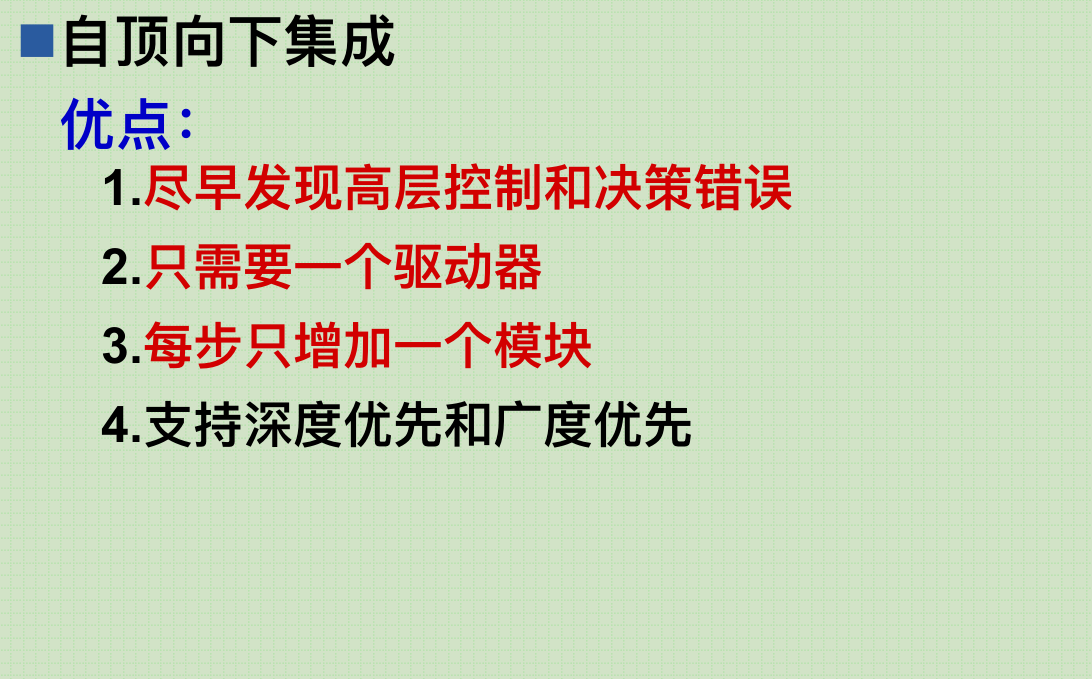 自顶向下集成
优点：
1.尽早发现高层控制和决策错误
2.只需要一个驱动器
3.每步只增加一个模块
4.支持深度优先和广度优先